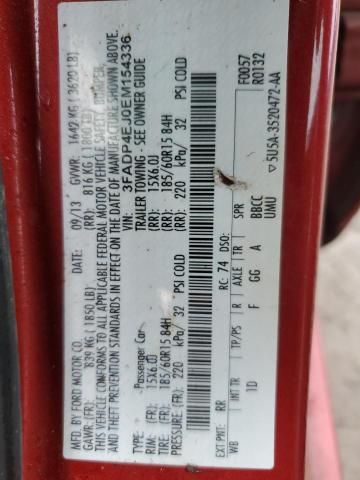 MFD. BY FORD MOTOR CO.
DATE: 09/13 GVWR: 1642 KG ( 3620 LB)
GAWR:(FR): 839 KG (1850 LB) (RR): 816 KG (1800 LB)
THIS VEHICLE CONFORMS TO ALL APPLICABLE FEDERAL MOTOR VEHICLE SAFETY, BUMPER,
AND THEFT PREVENTION STANDARDS IN EFFECT ON THE DATE OF MANUFACTURE SHOWN ABOVE.
VIN: 3FADP4EJ0EM154336
TYPE: Passenger Car TRAILER TOWING - SEE OWNER GUIDE
RIM: (FR): 15X6.0J (RR): 15X6.0J
TIRE: (FR): 185/60R15 84H (RR): 185/60R15 84H
PRESSURE: (FR): 220 kPa/ 32 PSI COLD (RR): 220 kPa/ 32 PSI COLD
EXT PNT: RR RC: 74 DSO: F0057
R0132
WB INT TR TP/PS R AXLE TR SPR
1D F GG A BBCE
UMU
5U5A-3520472-AA